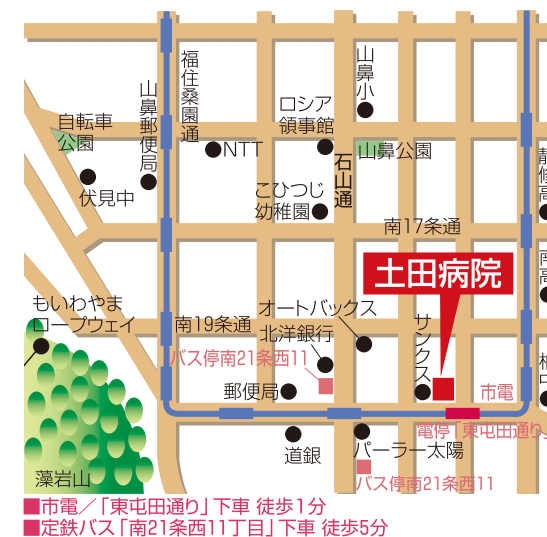 山鼻小
福住桑園通
山鼻郵便局
ロシア
領事館
自転車
公園
NTT
石山通
山鼻公園
静修高
伏見中
こひつじ
幼稚園
南17条通
土田病院
もいわやま
ロープウェイ
オートバックス
南19条通
北洋銀行
サンクス
バス停南21条西11
郵便局
市電
電停「東屯田通り」
道銀
パーラー太陽
藻岩山
バス停南21条西11
■市電／「東屯田通り」下車 徒歩1分
■定鉄バス「南21条西11丁目」下車 徒歩5分